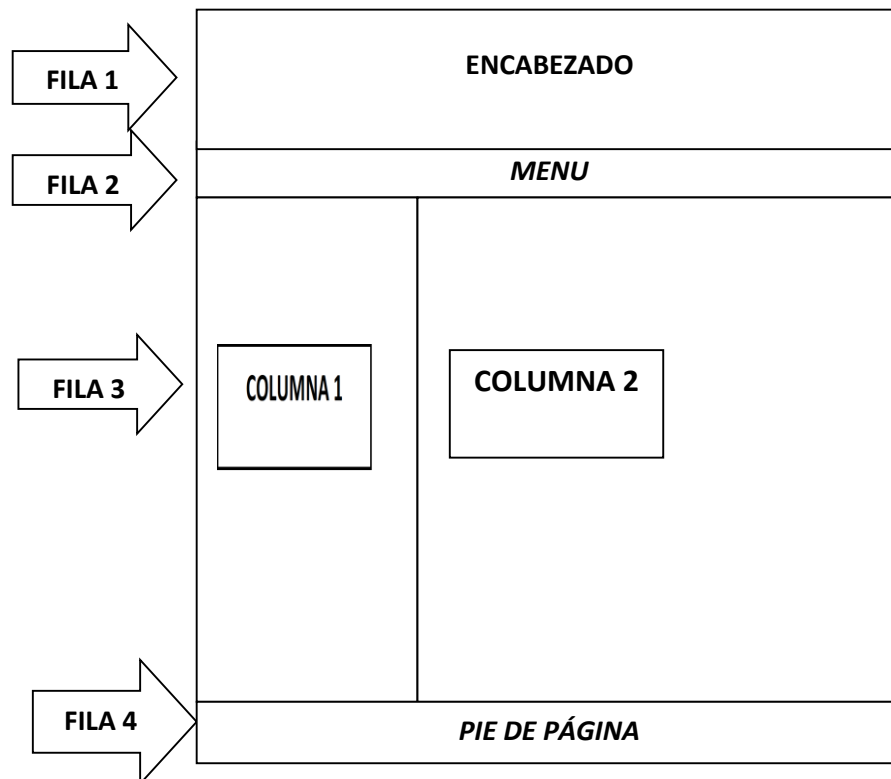 FILA 1
ENCABEZADO
FILA 2
MENU
FILA 3
COLUMNA 1
COLUMNA 2
FILA 4
PIE DE PÁGINA